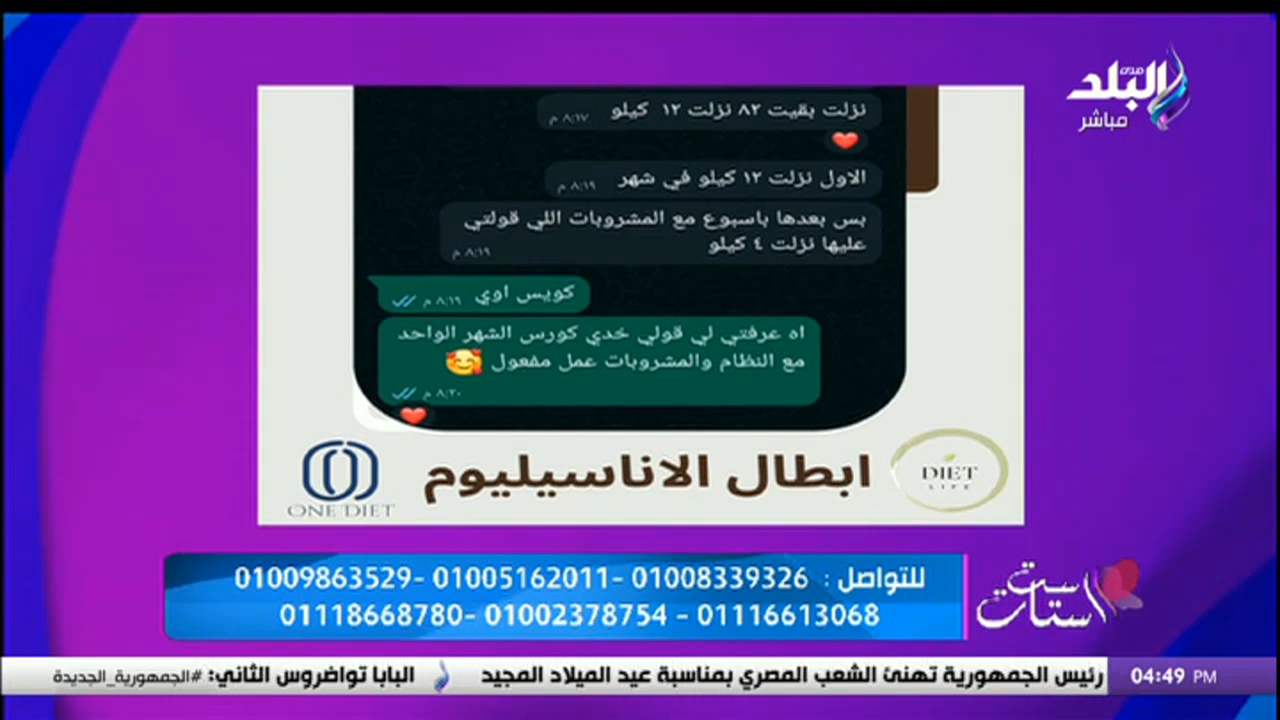 صدى البلد
مباشر
نزلت بقيت ٨٢ نزلت ١٢ كيلو ٨:١٧ م
الاول نزلت ١٢ كيلو في شهر ٨:١٩ م
بس بعدها باسبوع مع المشروبات اللي قولتي
عليها نزلت ٤ كيلو ٨:١٩ م
كويس اوي ٨:١٩ م
اه عرفتي لي قولي خدي كورس الشهر الواحد
مع النظام والمشروبات عمل مفعول 🥰
٨:٢٠ م
ابطال الاناسيليوم
DIET
LIFE
ONE DIET
للتواصل : 01008339326 -01005162011 -01009863529
01116613068 - 01002378754 -01118668780
ست
الستات
رئيس الجمهورية تهنئ الشعب المصري بمناسبة عيد الميلاد المجيد البابا تواضروس الثاني: #الجمهورية_الجديدة
04:49 PM